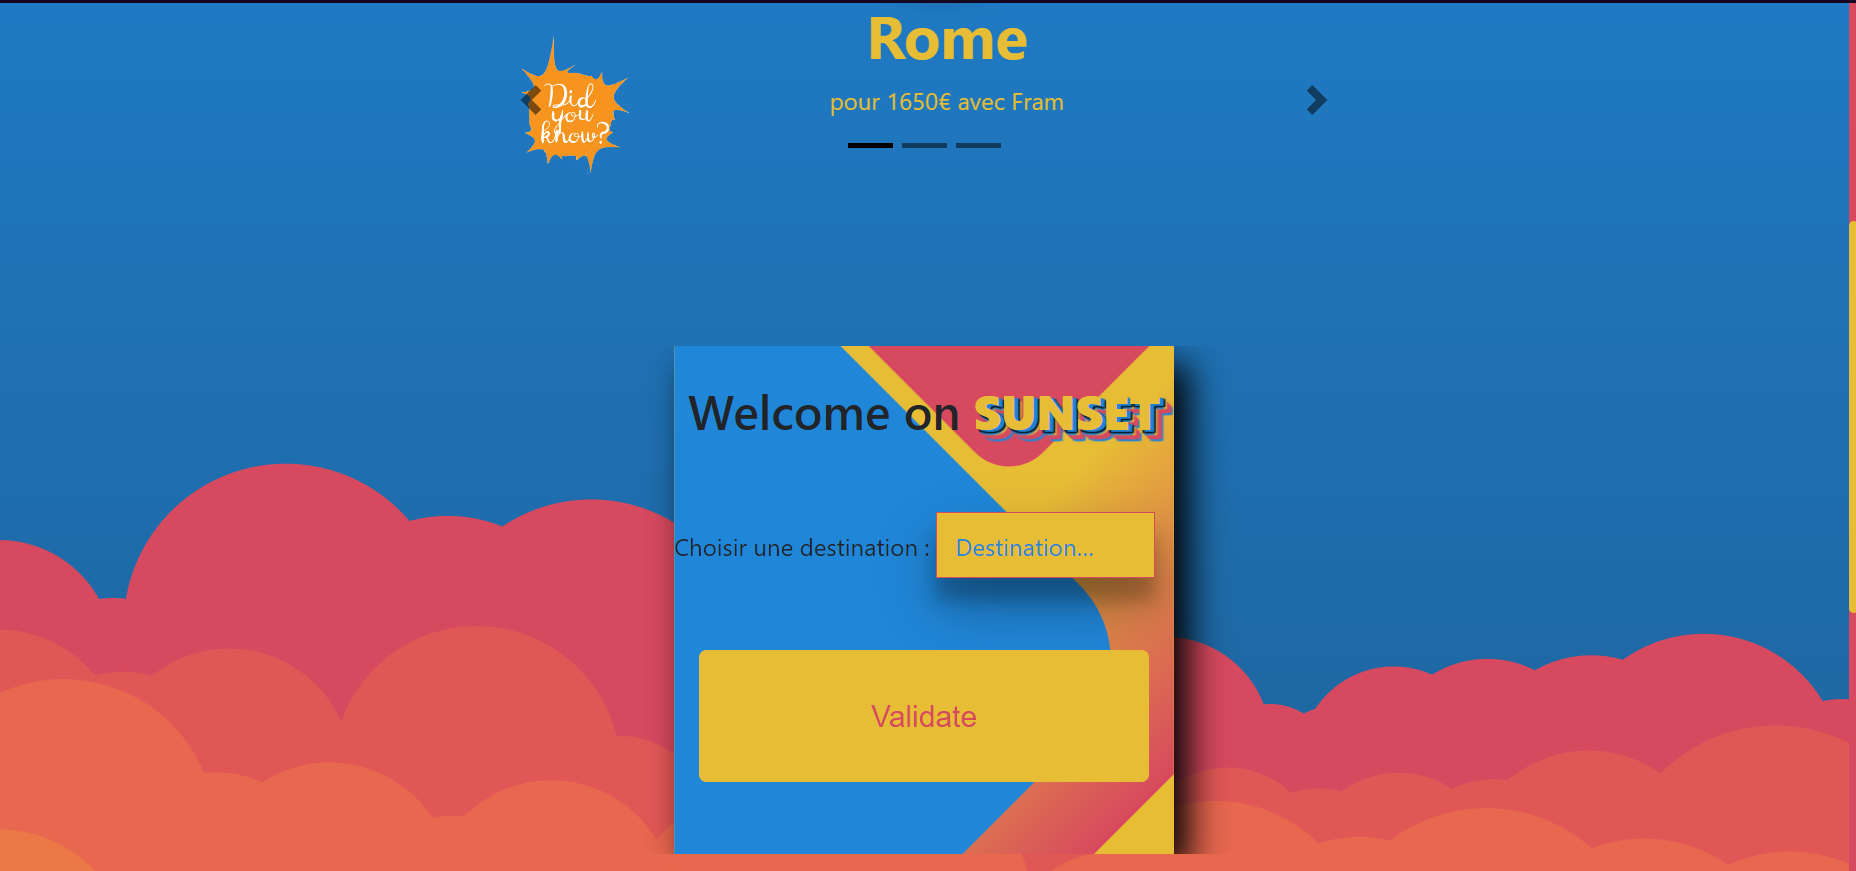 Rome
Did
you
know?
pour 1650€ avec Fram
Welcome on SUNSET
Choisir une destination : Destination...
Validate